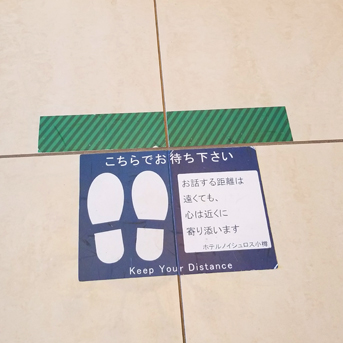 こちらでお待ち下さい
お話する距離は
遠くても、
心は近くに
寄り添います
ホテルノイシュロス小樽
Keep Your Distance